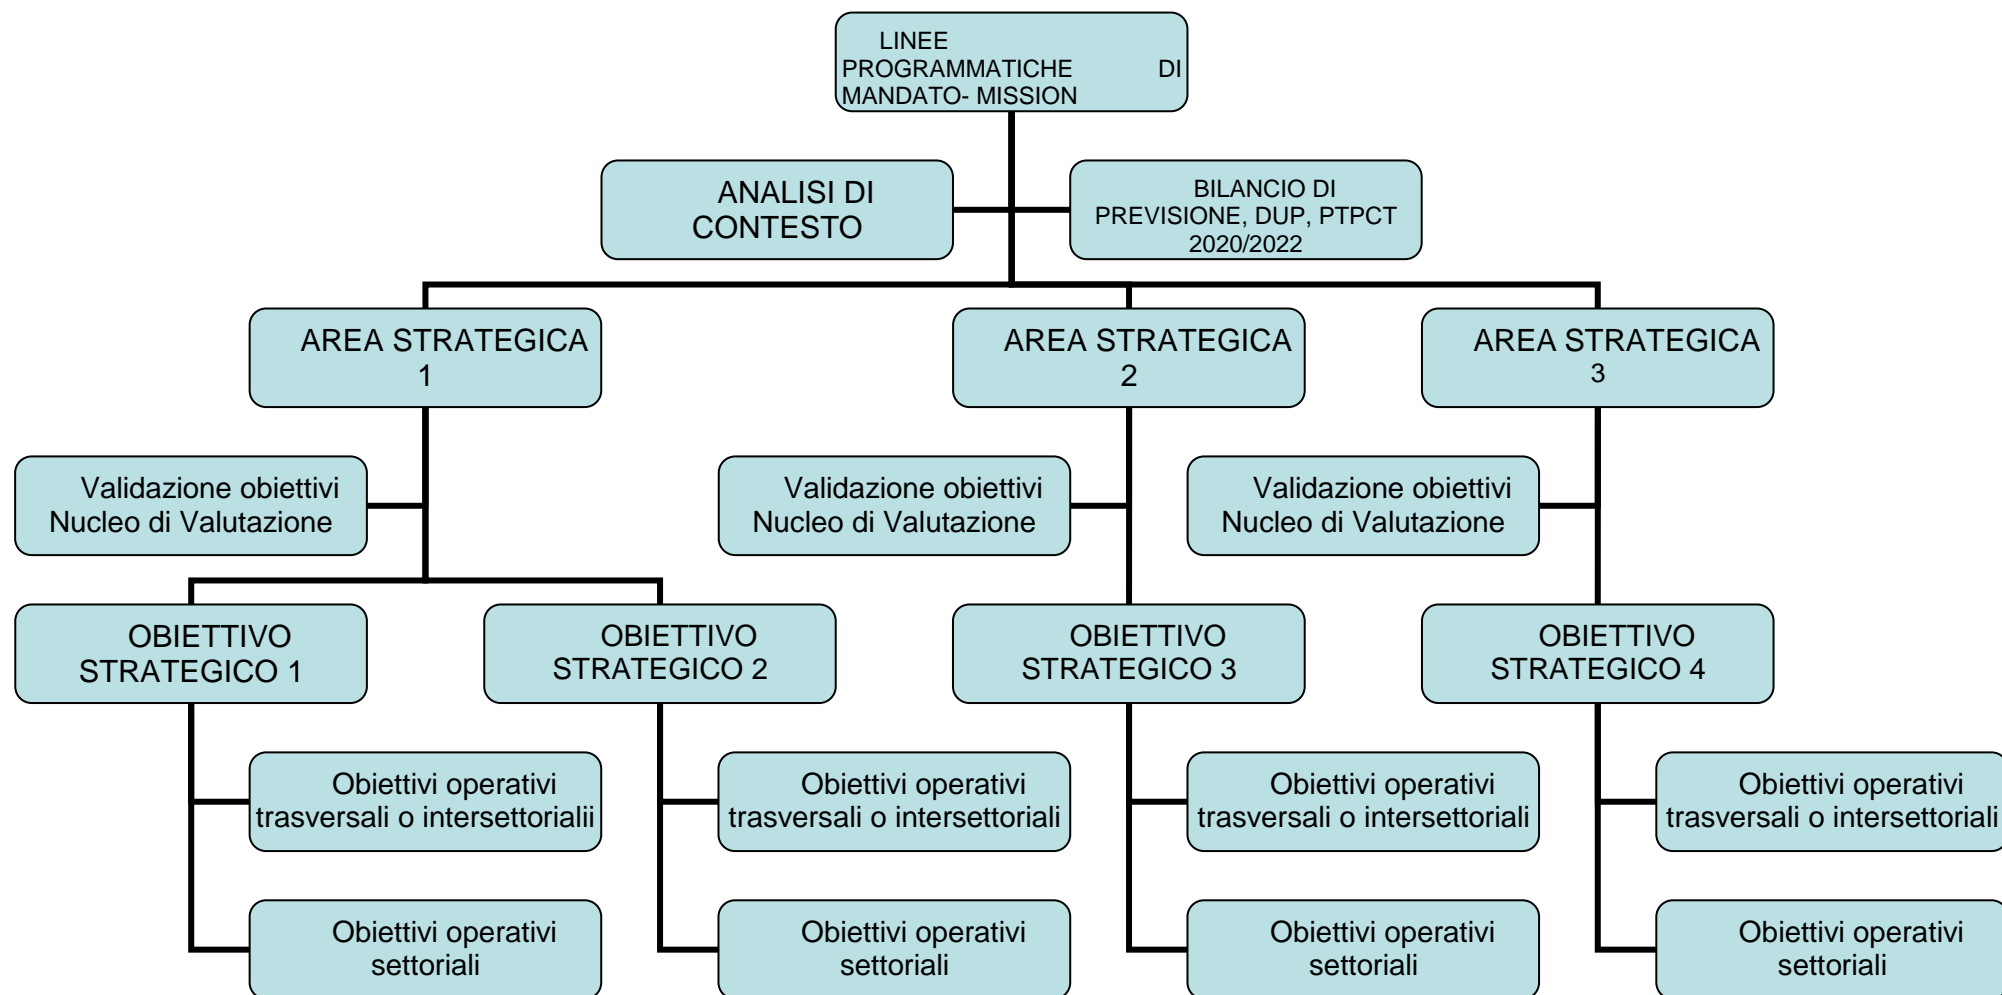 LINEE
PROGRAMMATICHE DI
MANDATO- MISSION
ANALISI DI
CONTESTO
BILANCIO DI
PREVISIONE, DUP, PTPCT
2020/2022
AREA STRATEGICA
1
AREA STRATEGICA
2
AREA STRATEGICA
3
Validazione obiettivi
Nucleo di Valutazione
Validazione obiettivi
Nucleo di Valutazione
Validazione obiettivi
Nucleo di Valutazione
OBIETTIVO
STRATEGICO 1
OBIETTIVO
STRATEGICO 2
OBIETTIVO
STRATEGICO 3
OBIETTIVO
STRATEGICO 4
Obiettivi operativi
trasversali o intersettorialii
Obiettivi operativi
trasversali o intersettoriali
Obiettivi operativi
trasversali o intersettoriali
Obiettivi operativi
trasversali o intersettoriali
Obiettivi operativi
settoriali
Obiettivi operativi
settoriali
Obiettivi operativi
settoriali
Obiettivi operativi
settoriali